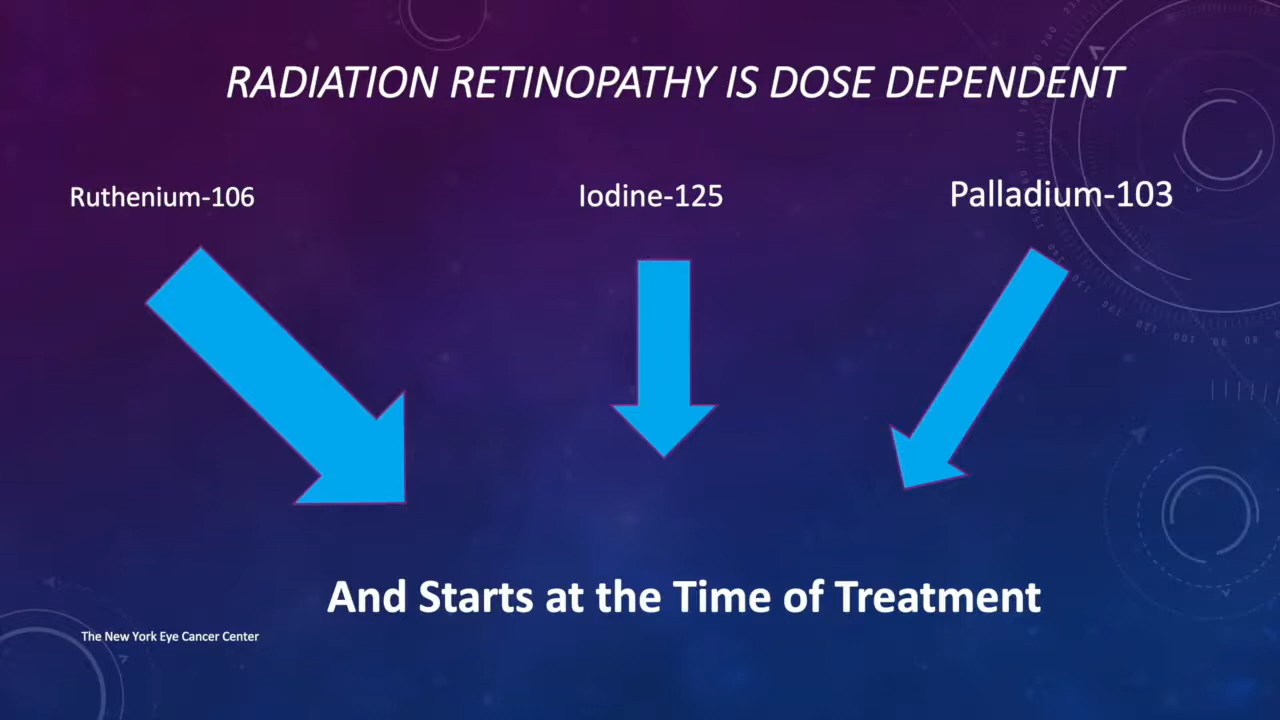 RADIATION RETINOPATHY IS DOSE DEPENDENT
Ruthenium-106
Iodine-125
Palladium-103
And Starts at the Time of Treatment
The New York Eye Cancer Center